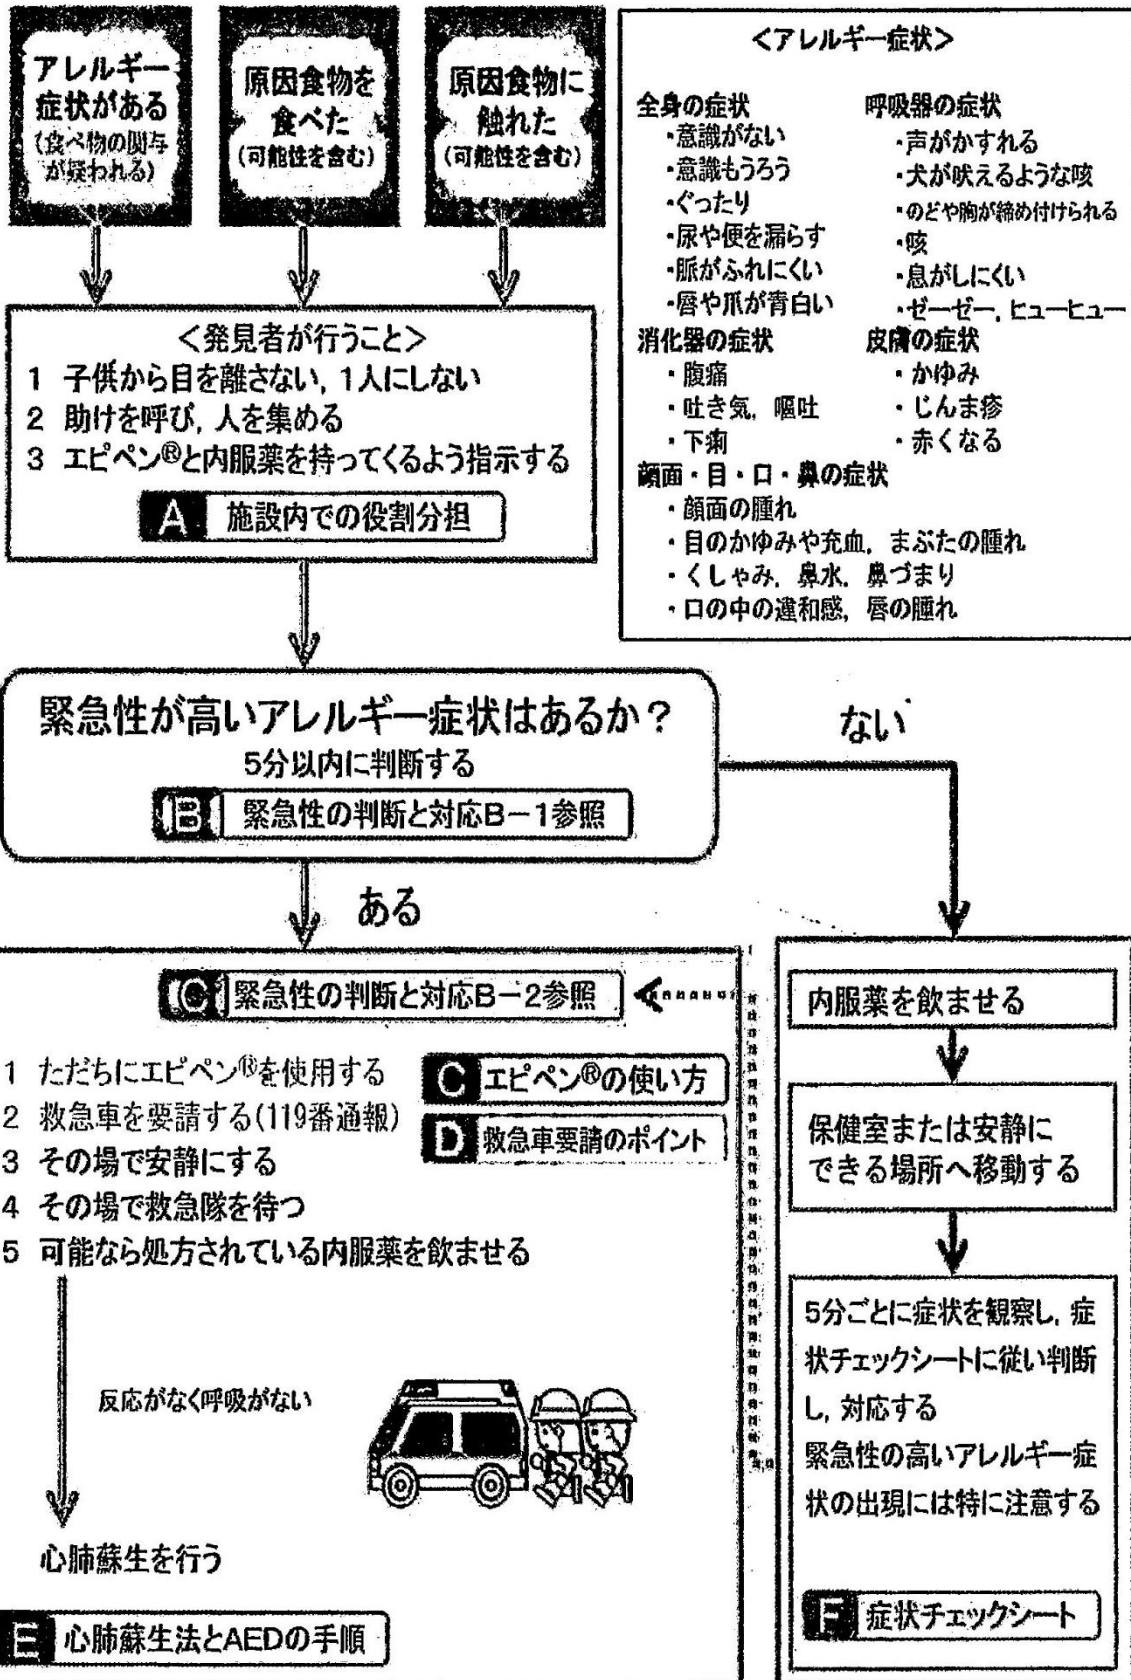 アレルギー
症状がある
(食べ物の関与
が疑われる)
原因食物を
食べた
(可能性を含む)
原因食物に
触れた
(可能性を含む)
<発見者が行うこと>
1 子供から目を離さない, 1人にしない
2 助けを呼び, 人を集める
3 エピペン®と内服薬を持ってくるよう指示する
A 施設内での役割分担
<アレルギー症状>
全身の症状
・意識がない
・意識もうろう
・ぐったり
・尿や便を漏らす
・脈がふれにくい
・唇や爪が青白い
呼吸器の症状
・声がかすれる
・犬が吠えるような咳
・のどや胸が締め付けられる
・咳
・息がしにくい
・ゼーゼー, ヒューヒュー
消化器の症状
・腹痛
・吐き気, 嘔吐
・下痢
皮膚の症状
・かゆみ
・じんま疹
・赤くなる
顔面・目・口・鼻の症状
・顔面の腫れ
・目のかゆみや充血, まぶたの腫れ
・くしゃみ, 鼻水, 鼻づまり
・口の中の違和感, 唇の腫れ
緊急性が高いアレルギー症状はあるか?
5分以内に判断する
B 緊急性の判断と対応B-1参照
ない
ある
C 緊急性の判断と対応B-2参照
1 ただちにエピペン®を使用する
2 救急車を要請する(119番通報)
3 その場で安静にする
4 その場で救急隊を待つ
5 可能なら処方されている内服薬を飲ませる
C エピペン®の使い方
D 救急車要請のポイント
反応がなく呼吸がない
心肺蘇生を行う
E 心肺蘇生法とAEDの手順
内服薬を飲ませる
保健室または安静に
できる場所へ移動する
5分ごとに症状を観察し, 症
状チェックシートに従い判断
し, 対応する
緊急性の高いアレルギー症
状の出現には特に注意する
F 症状チェックシート